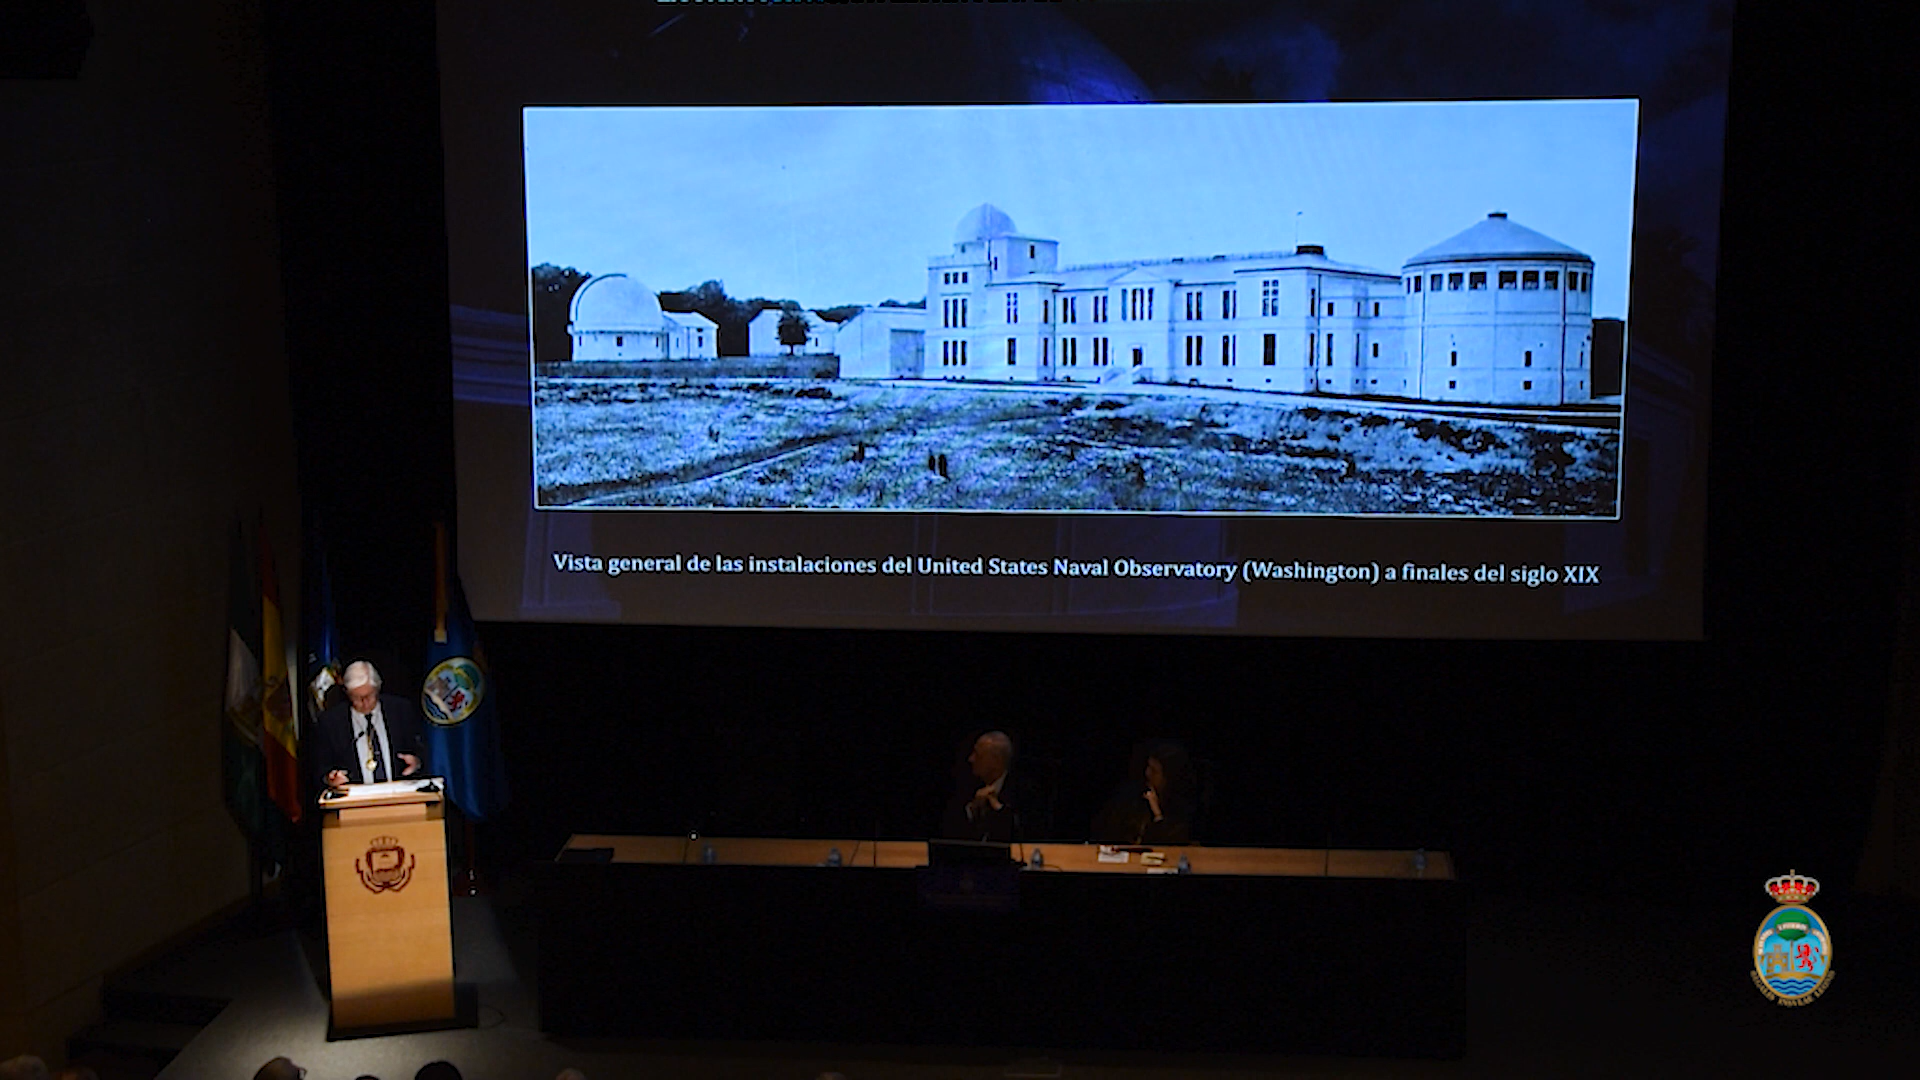 Vista general de las instalaciones del United States Naval Observatory (Washington) a finales del siglo XIX